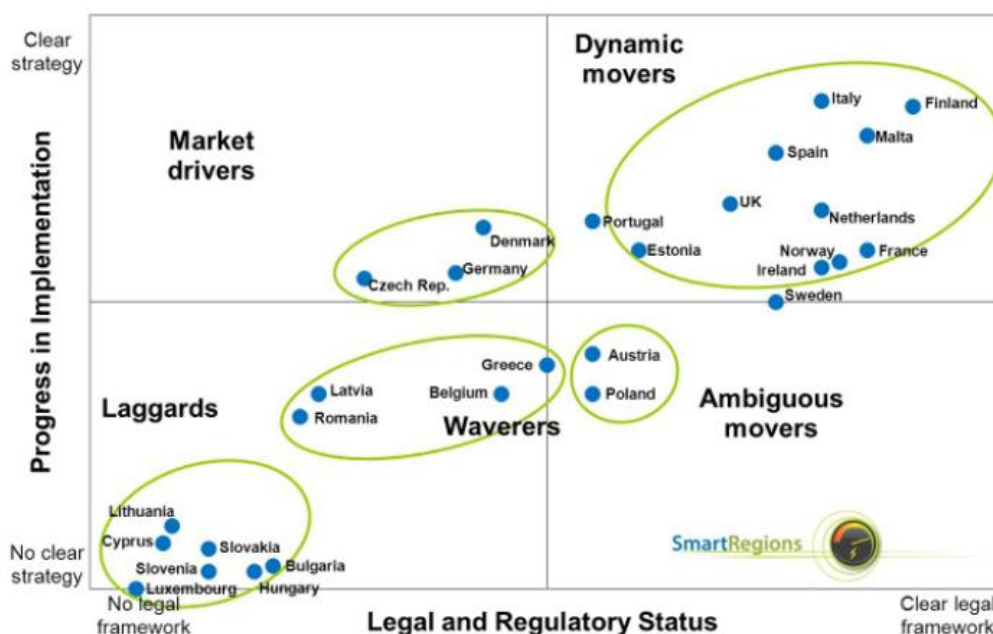 Clear
strategy
Dynamic
movers
Italy
Finland
Malta
Market
drivers
Spain
UK
Netherlands
Portugal
Denmark
Estonia
Norway
France
Germany
Ireland
Czech Rep.
Sweden
Progress in Implementation
Greece
Austria
Latvia
Belgium
Poland
Laggards
Romania
Waverers
Ambiguous
movers
Lithuania
Cyprus
Slovakia
SmartRegions
No clear
strategy
Slovenia
Bulgaria
Luxembourg
Hungary
No legal
framework
Legal and Regulatory Status
Clear legal
framework